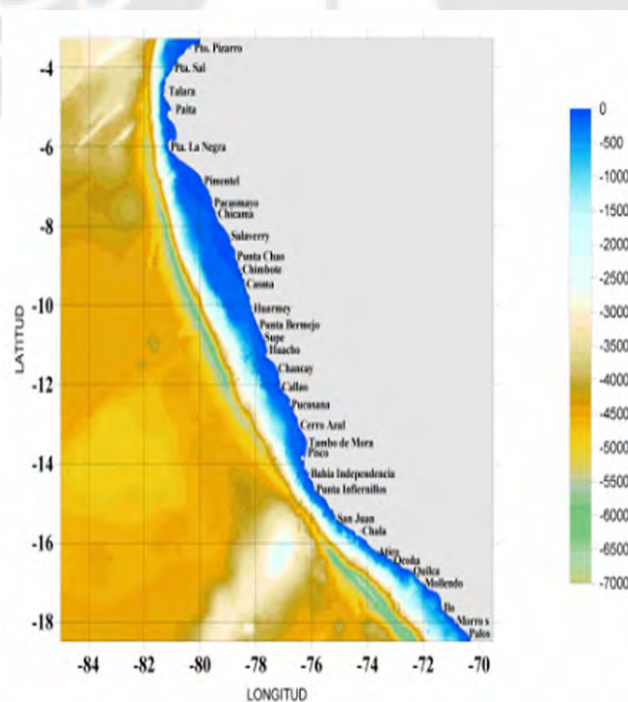 Pto. Pizarro
Pta. Sal
Talara
Paita
Pta. La Negra
Pimentel
Pacasmayo
Chicama
Salaverry
Punta Chao
Chimbote
Casma
Huarmey
Punta Bermejo
Supe
Huacho
Chancay
Callao
Pucusana
Cerro Azul
Tambo de Mora
Pisco
Bahia Independencia
Punta Infiernillos
San Juan
Chala
Atico
Ocoña
Quilca
Mollendo
Ilo
Morro s
Palos
-4
-6
-8
-10
-12
-14
-16
-18
LATITUD
-84
-82
-80
-78
-76
-74
-72
-70
LONGITUD
0
-500
-1000
-1500
-2000
-2500
-3000
-3500
-4000
-4500
-5000
-5500
-6000
-6500
-7000